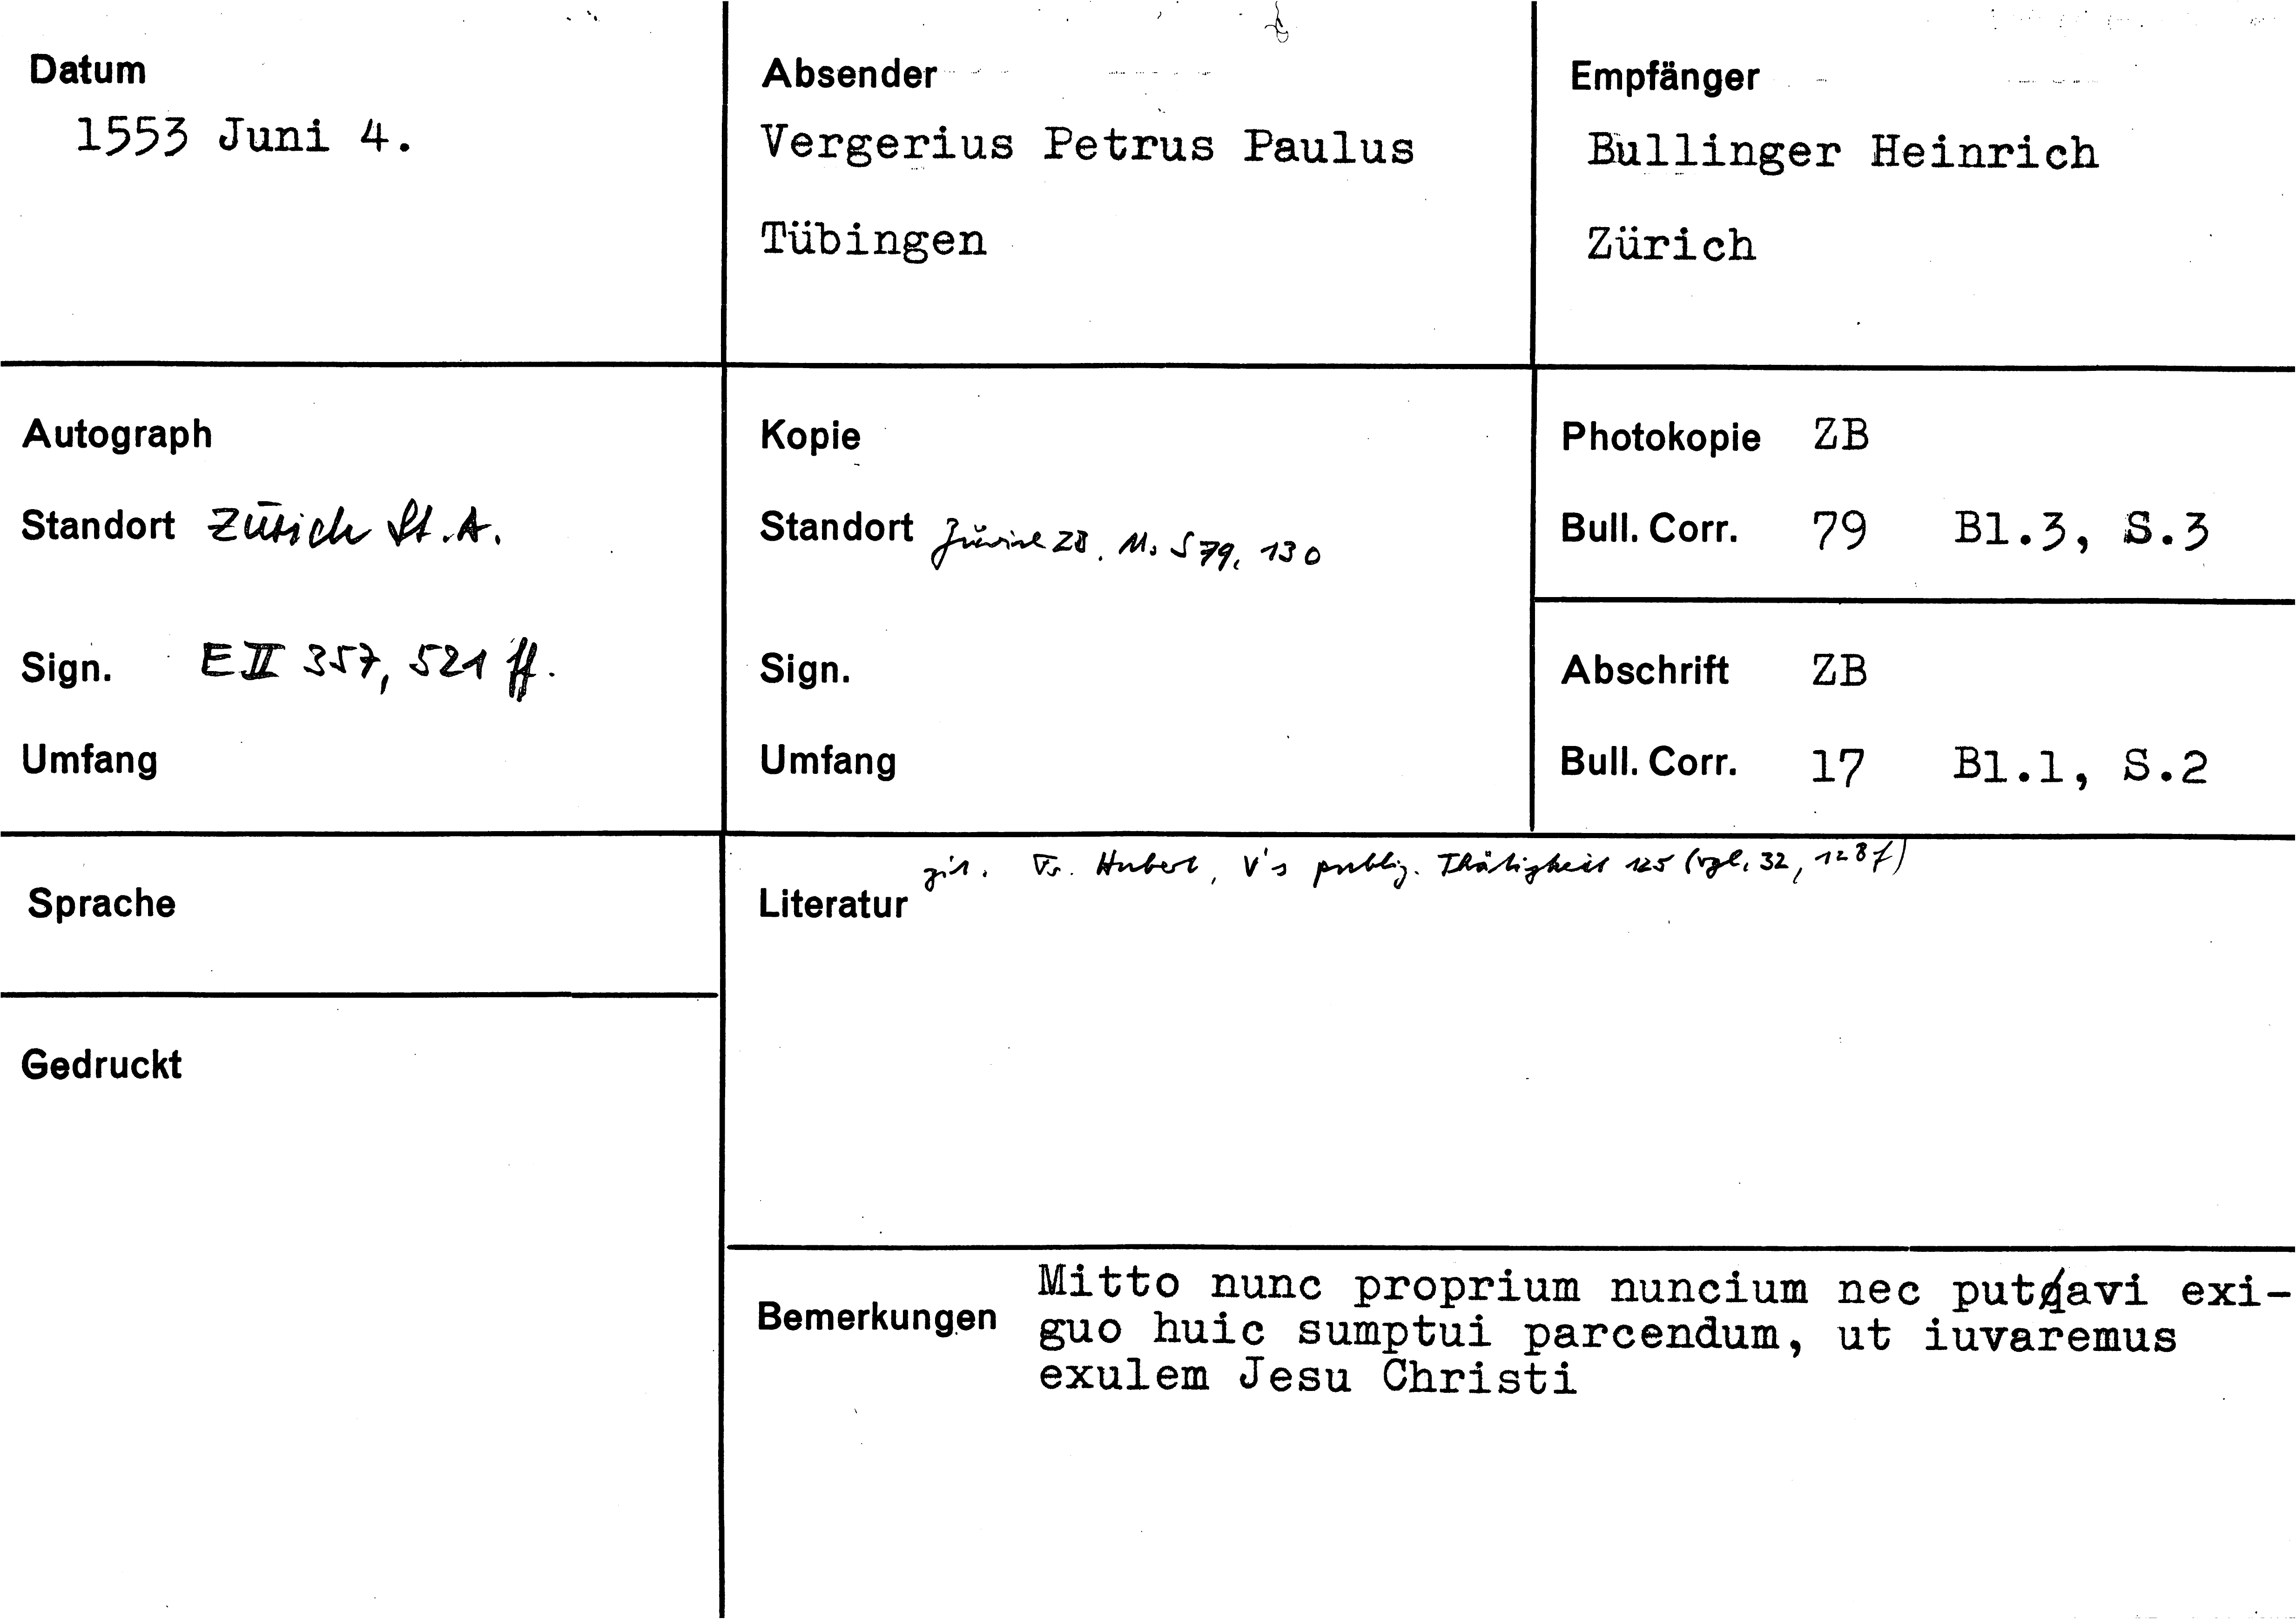 Datum
1553 Juni 4.
Absender
Vergerius Petrus Paulus
Tübingen
Empfänger
Bullinger Heinrich
Zürich
Autograph
Standort Zürich St.A.
Sign. E II 357, 521 ff.
Umfang
Kopie
Standort Zürich ZB. Ms S 79, 130
Sign.
Umfang
Photokopie ZB
Bull. Corr. 79 Bl.3, S.3
Abschrift ZB
Bull. Corr. 17 Bl.1, S.2
Sprache
Gedruckt
Literatur zit. Fr. Hubert, V's publiz. Thätigkeit 125 (vgl. 32, 128f)
Bemerkungen
Mitto nunc proprium nuncium nec putavi exi-
guo huic sumptui parcendum, ut iuvaremus
exulem Jesu Christi